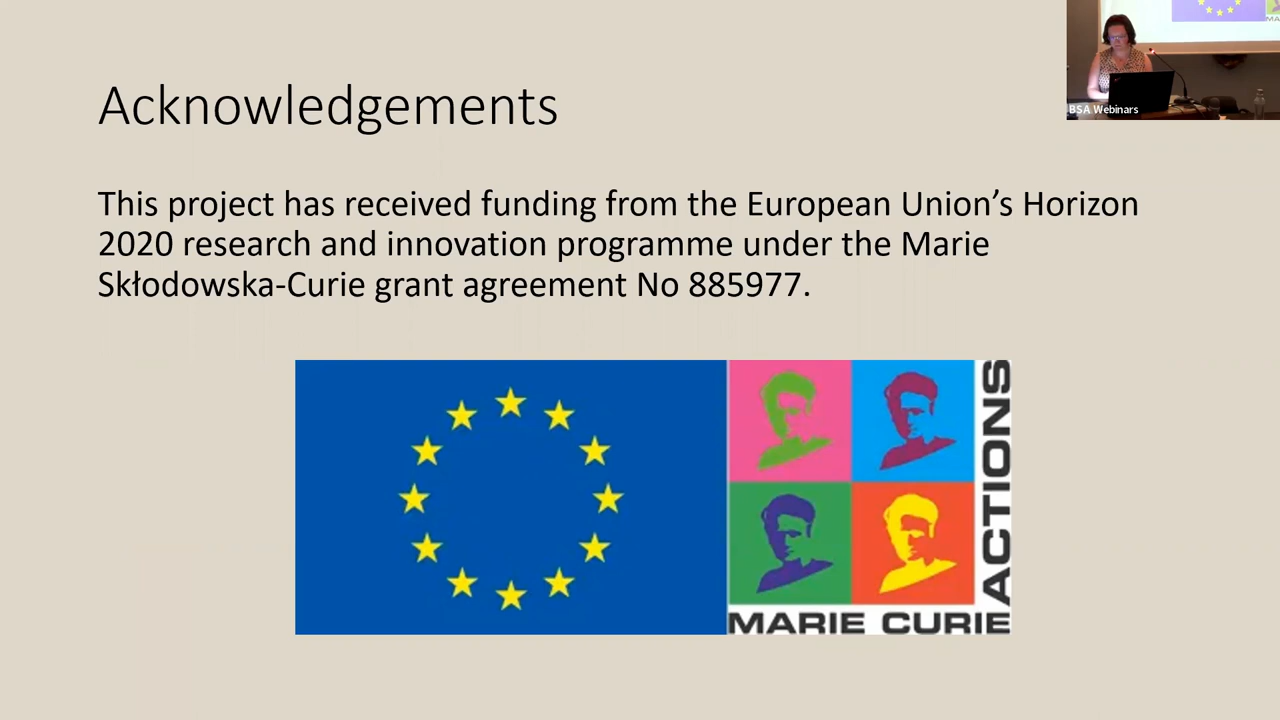 Acknowledgements
BSA Webinars
This project has received funding from the European Union’s Horizon
2020 research and innovation programme under the Marie
Skłodowska-Curie grant agreement No 885977.
ACTIONS
MARIE CURIE